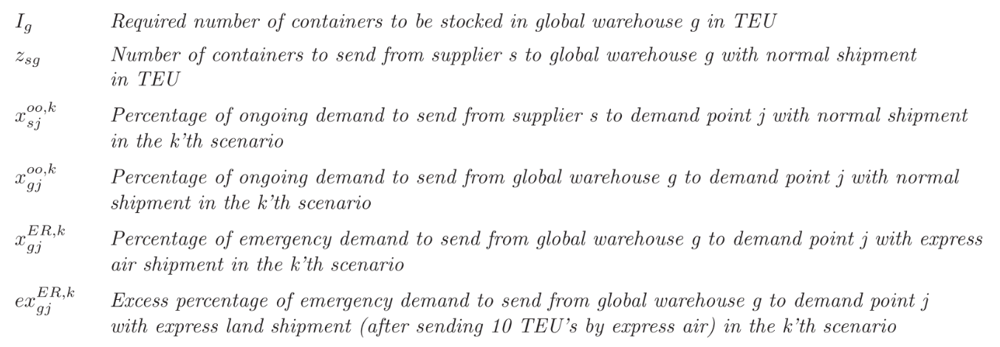 I_g Required number of containers to be stocked in global warehouse g in TEU
z_{sg} Number of containers to send from supplier s to global warehouse g with normal shipment
in TEU
x_{sj}^{oo,k} Percentage of ongoing demand to send from supplier s to demand point j with normal shipment
in the k'th scenario
x_{gj}^{oo,k} Percentage of ongoing demand to send from global warehouse g to demand point j with normal
shipment in the k'th scenario
x_{gj}^{ER,k} Percentage of emergency demand to send from global warehouse g to demand point j with express
air shipment in the k'th scenario
ex_{gj}^{ER,k} Excess percentage of emergency demand to send from global warehouse g to demand point j
with express land shipment (after sending 10 TEU's by express air) in the k'th scenario